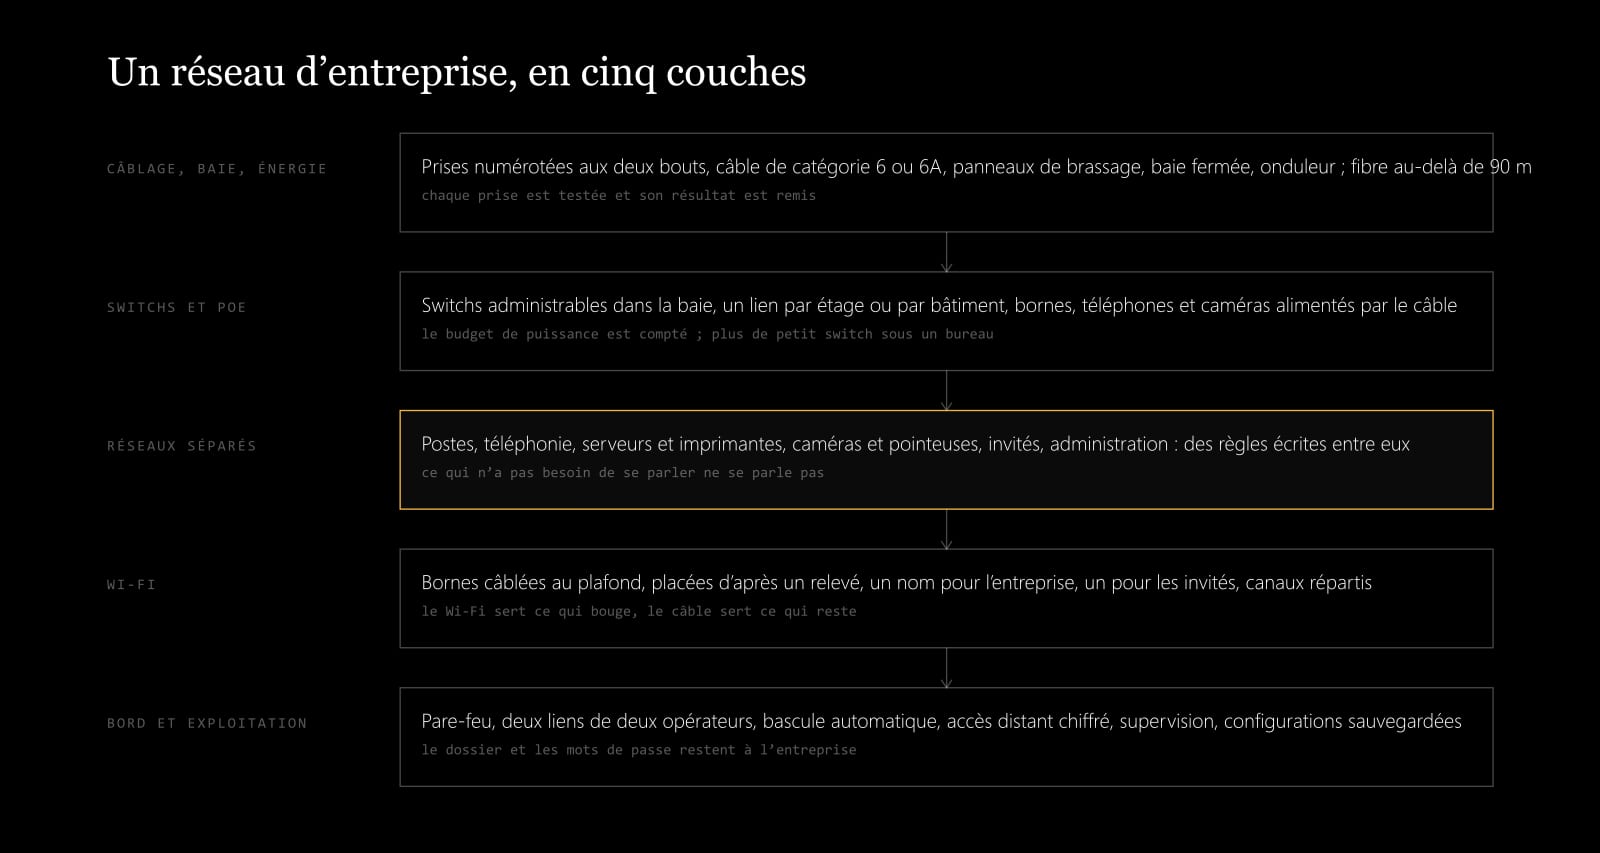 Un réseau d’entreprise, en cinq couches
CÂBLAGE, BAIE, ÉNERGIE
Prises numérotées aux deux bouts, câble de catégorie 6 ou 6A, panneaux de brassage, baie fermée, onduleur ; fibre au-delà de 90 m
chaque prise est testée et son résultat est remis
SWITCHS ET POE
Switchs administrables dans la baie, un lien par étage ou par bâtiment, bornes, téléphones et caméras alimentés par le câble
le budget de puissance est compté ; plus de petit switch sous un bureau
RÉSEAUX SÉPARÉS
Postes, téléphonie, serveurs et imprimantes, caméras et pointeuses, invités, administration : des règles écrites entre eux
ce qui n’a pas besoin de se parler ne se parle pas
WI-FI
Bornes câblées au plafond, placées d’après un relevé, un nom pour l’entreprise, un pour les invités, canaux répartis
le Wi-Fi sert ce qui bouge, le câble sert ce qui reste
BORD ET EXPLOITATION
Pare-feu, deux liens de deux opérateurs, bascule automatique, accès distant chiffré, supervision, configurations sauvegardées
le dossier et les mots de passe restent à l’entreprise